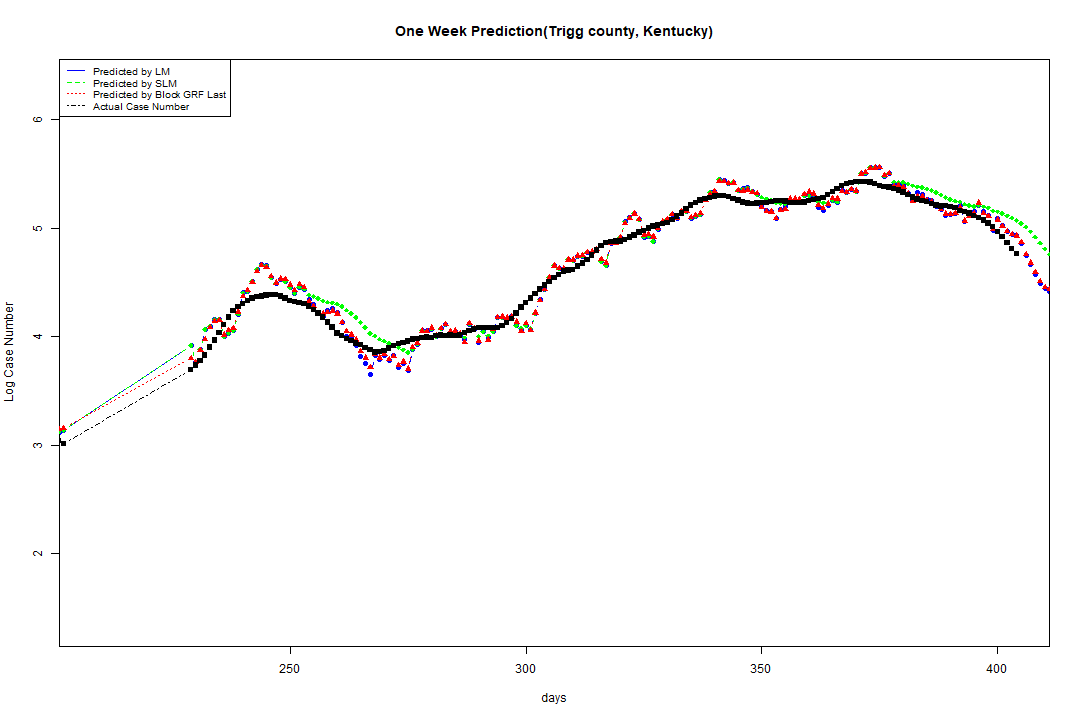 One Week Prediction(Trigg county, Kentucky)
Predicted by LM
Predicted by SLM
Predicted by Block GRF Last
Actual Case Number
6
5
4
3
2
Log Case Number
250 300 350 400
days